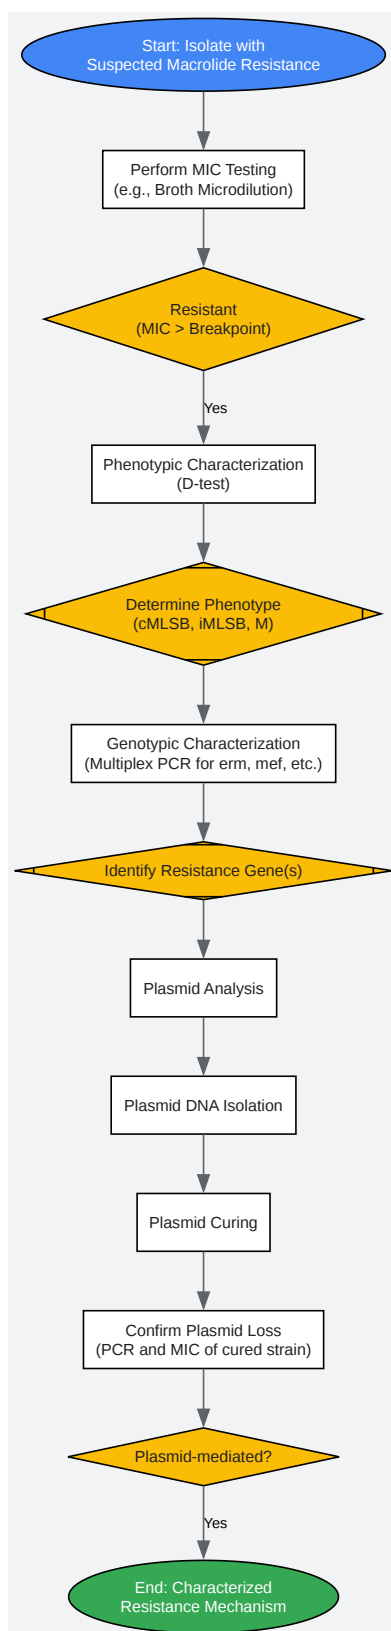 Start: Isolate with
Suspected Macrolide Resistance
Perform MIC Testing
(e.g., Broth Microdilution)
Resistant
(MIC > Breakpoint)
Yes
Phenotypic Characterization
(D-test)
Determine Phenotype
(cMLSB, iMLSB, M)
Genotypic Characterization
(Multiplex PCR for erm, mef, etc.)
Identify Resistance Gene(s)
Plasmid Analysis
Plasmid DNA Isolation
Plasmid Curing
Confirm Plasmid Loss
(PCR and MIC of cured strain)
Plasmid-mediated?
Yes
End: Characterized
Resistance Mechanism